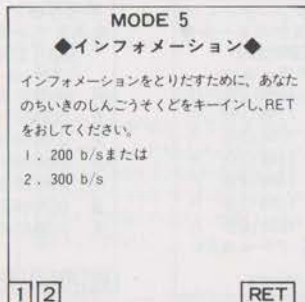 MODE 5
◆インフォメーション◆
インフォメーションをとりだすために、あなた
のちいきのしんごうそくどをキーインし、RET
をおしてください。
1. 200 b/sまたは
2. 300 b/s
1 2 RET